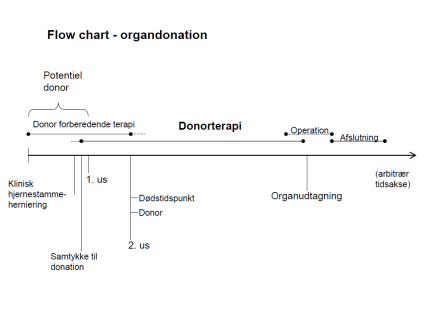 Flow chart - organdonation
Potentiel
donor
Donor forberedende terapi
Donorterapi
Operation
Afslutning
Klinisk
hjernestamme-
herniering
1. us
Dødstidspunkt
Donor
Organudtagning
(arbitrær
tidsakse)
2. us
Samtykke til
donation